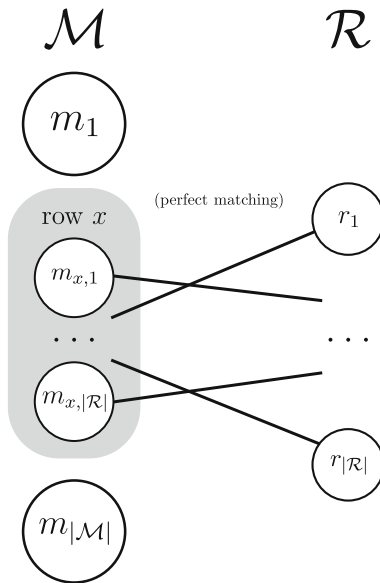 ℳ ℛ
m₁
(perfect matching)
row x
r₁
mₓ,₁
. . . . . .
mₓ,|ℛ|
r|ℛ|
m|ℳ|